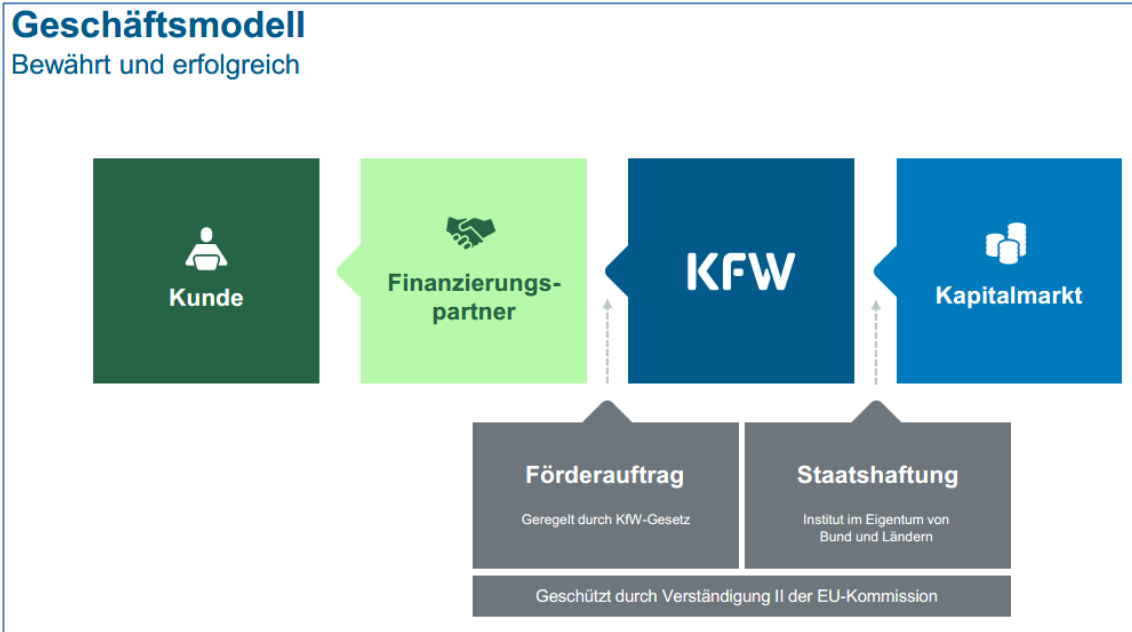 Geschäftsmodell
Bewährt und erfolgreich
Kunde
Finanzierungs-
partner
KFW
Kapitalmarkt
Förderauftrag
Geregelt durch KfW-Gesetz
Staatshaftung
Institut im Eigentum von
Bund und Ländern
Geschützt durch Verständigung II der EU-Kommission